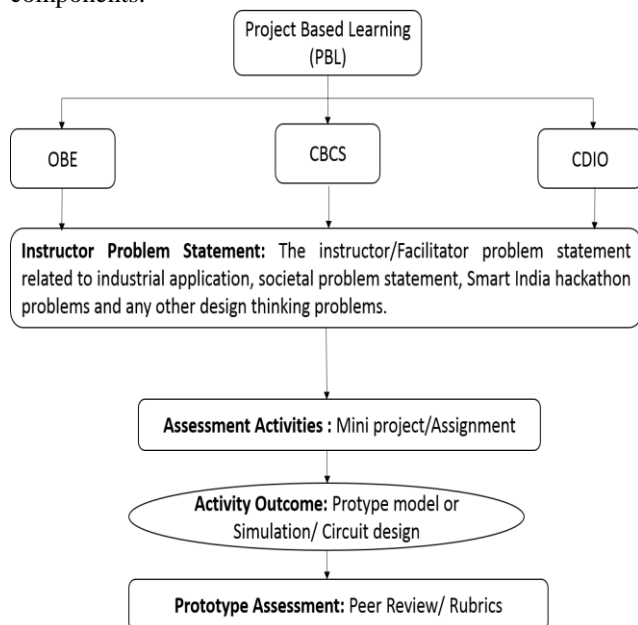 components.
Project Based Learning
(PBL)
OBE
CBCS
CDIO
Instructor Problem Statement: The instructor/Facilitator problem statement
related to industrial application, societal problem statement, Smart India hackathon
problems and any other design thinking problems.
Assessment Activities : Mini project/Assignment
Activity Outcome: Protype model or
Simulation/ Circuit design
Prototype Assessment: Peer Review/ Rubrics